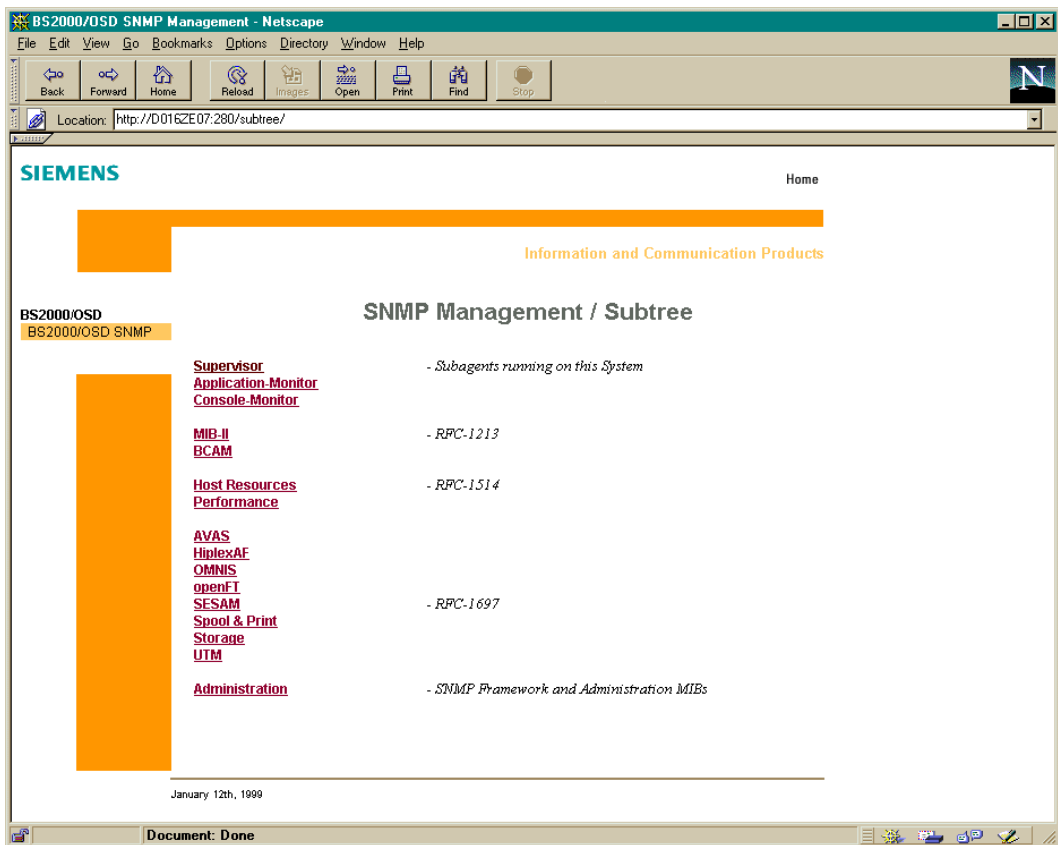 BS2000/OSD SNMP Management - Netscape
File Edit View Go Bookmarks Options Directory Window Help
Back Forward Home Reload Images Open Print Find Stop
N
Location: http://D016ZE07:280/subtree/
SIEMENS
Home
Information and Communication Products
BS2000/OSD
BS2000/OSD SNMP
SNMP Management / Subtree
Supervisor - Subagents running on this System
Application-Monitor
Console-Monitor
MIB-II - RFC-1213
BCAM
Host Resources - RFC-1514
Performance
AVAS
HiplexAF
OMNIS
openFT
SESAM - RFC-1697
Spool & Print
Storage
UTM
Administration - SNMP Framework and Administration MIBs
January 12th, 1999
Document: Done